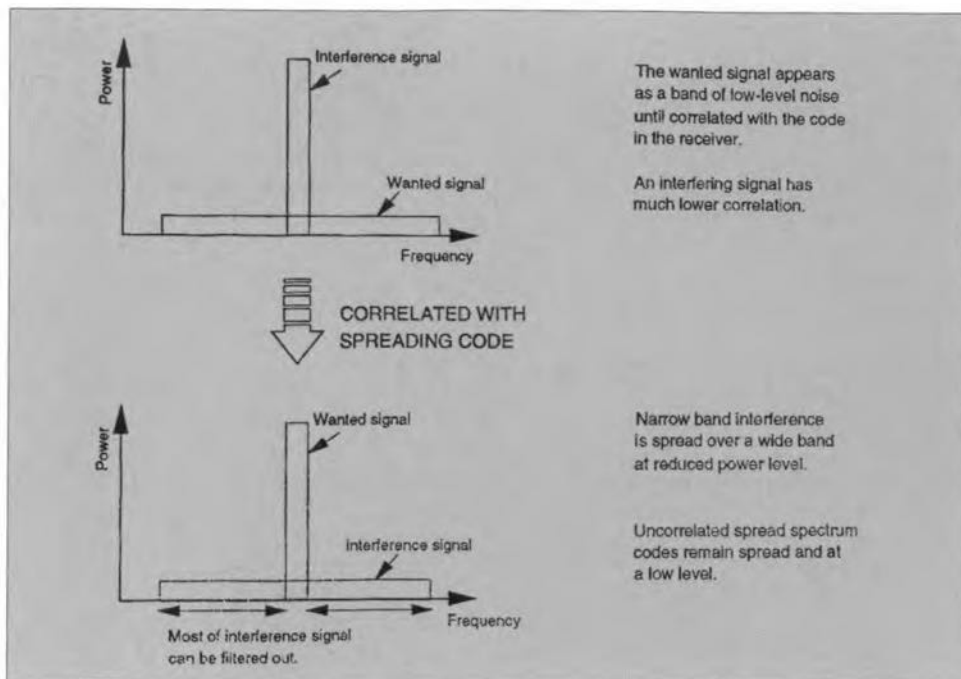 Power
Interference signal
Wanted signal
Frequency
The wanted signal appears
as a band of low-level noise
until correlated with the code
in the receiver.
An interfering signal has
much lower correlation.
CORRELATED WITH
SPREADING CODE
Power
Wanted signal
Interference signal
Frequency
Most of interference signal
can be filtered out.
Narrow band interference
is spread over a wide band
at reduced power level.
Uncorrelated spread spectrum
codes remain spread and at
a low level.